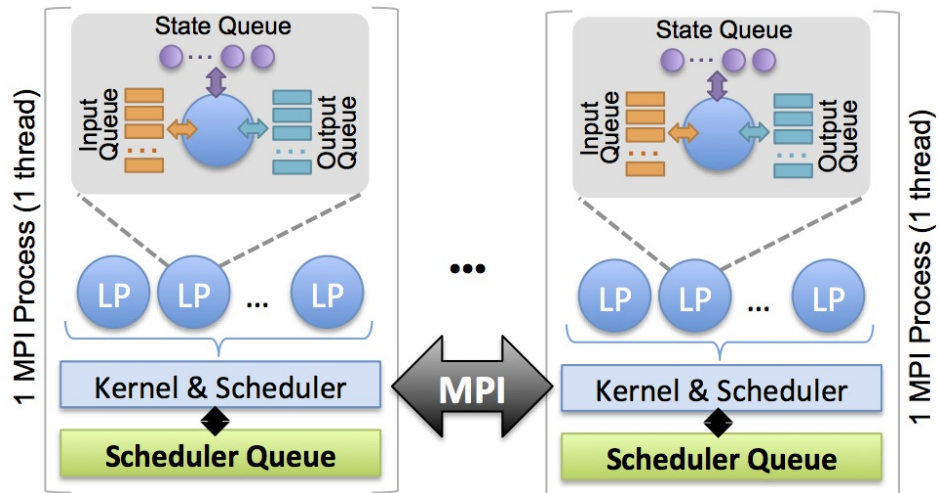 1 MPI Process (1 thread)
State Queue
Input
Queue
Output
Queue
...
...
...
LP
LP
...
LP
Kernel & Scheduler
Scheduler Queue
...
MPI
State Queue
Input
Queue
Output
Queue
...
...
...
LP
LP
...
LP
Kernel & Scheduler
Scheduler Queue
1 MPI Process (1 thread)